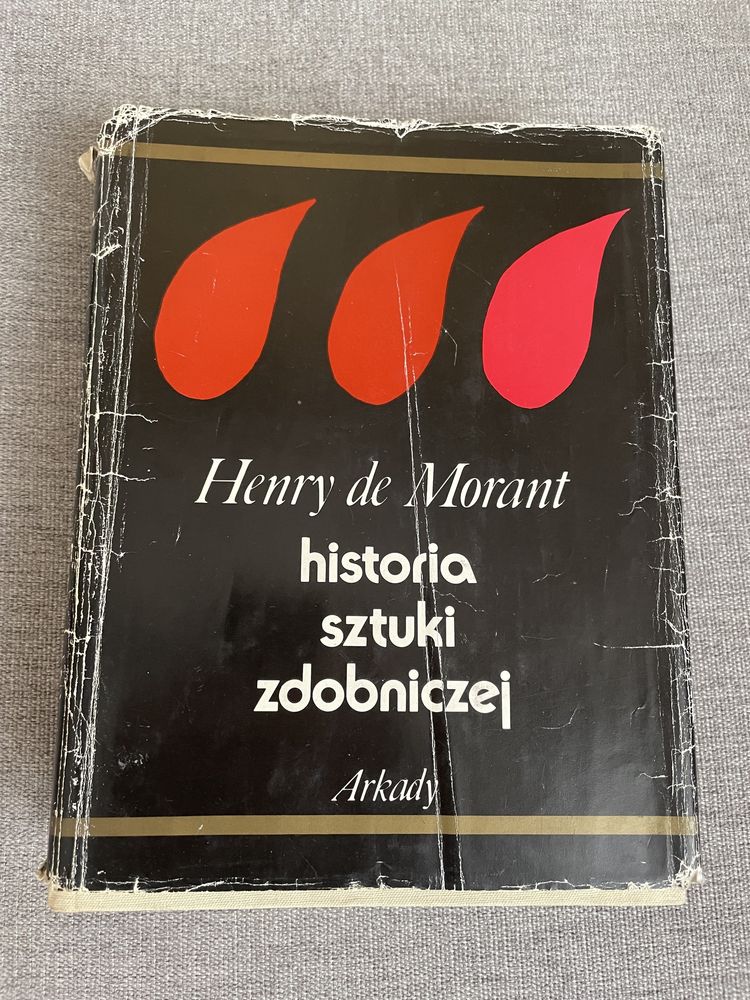 Henry de Morant
historia
sztuki
zdobniczej
Arkady